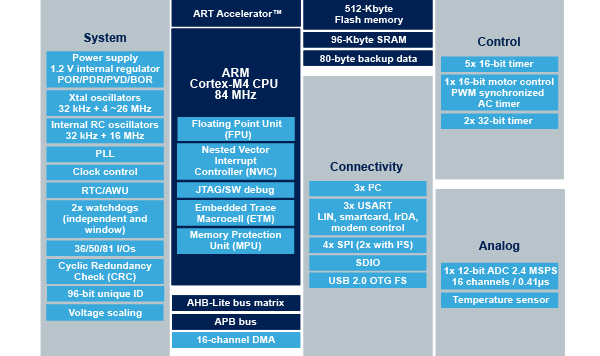 System
Power supply
1.2 V internal regulator
POR/PDR/PVD/BOR
Xtal oscillators
32 kHz + 4 ~26 MHz
Internal RC oscillators
32 kHz + 16 MHz
PLL
Clock control
RTC/AWU
2x watchdogs
(independent and
window)
36/50/81 I/Os
Cyclic Redundancy
Check (CRC)
96-bit unique ID
Voltage scaling
ART Accelerator™
ARM
Cortex-M4 CPU
84 MHz
Floating Point Unit
(FPU)
Nested Vector
Interrupt
Controller (NVIC)
JTAG/SW debug
Embedded Trace
Macrocell (ETM)
Memory Protection
Unit (MPU)
AHB-Lite bus matrix
APB bus
16-channel DMA
512-Kbyte
Flash memory
96-Kbyte SRAM
80-byte backup data
Connectivity
3x I²C
3x USART
LIN, smartcard, IrDA,
modem control
4x SPI (2x with I²S)
SDIO
USB 2.0 OTG FS
Control
5x 16-bit timer
1x 16-bit motor control
PWM synchronized
AC timer
2x 32-bit timer
Analog
1x 12-bit ADC 2.4 MSPS
16 channels / 0.41µs
Temperature sensor